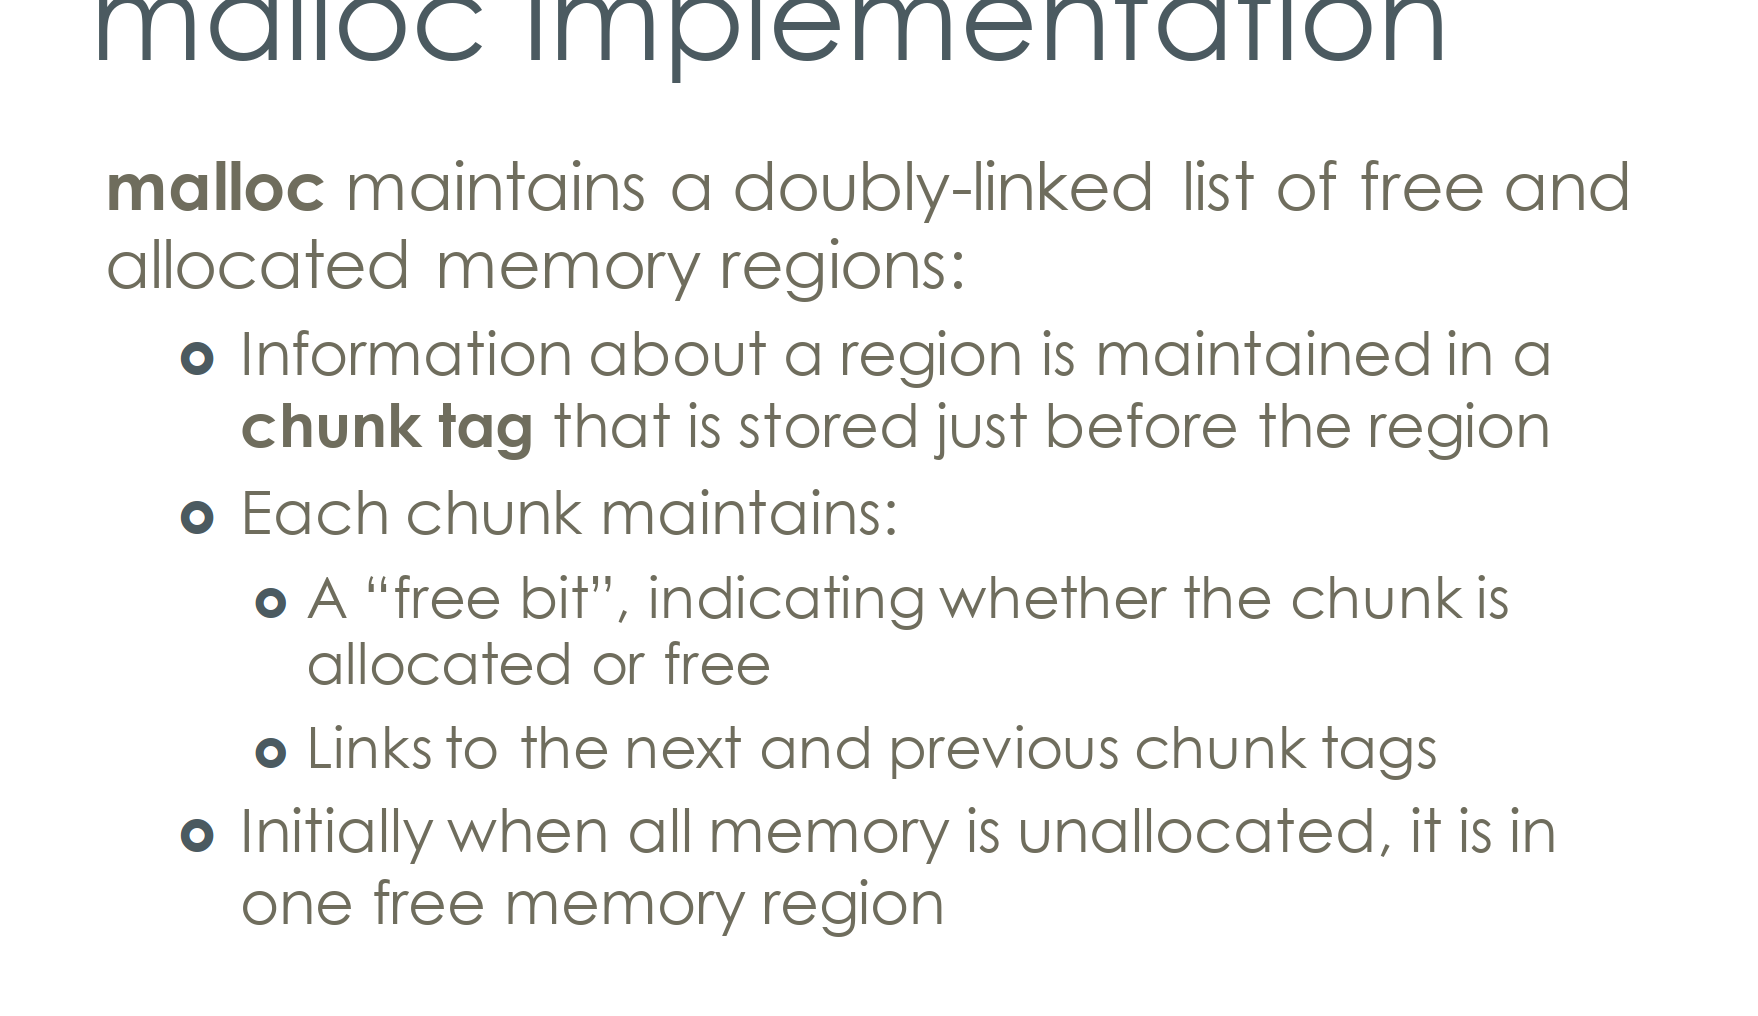 malloc implementation
malloc maintains a doubly-linked list of free and
allocated memory regions:
Information about a region is maintained in a
chunk tag that is stored just before the region
Each chunk maintains:
A “free bit”, indicating whether the chunk is
allocated or free
Links to the next and previous chunk tags
Initially when all memory is unallocated, it is in
one free memory region